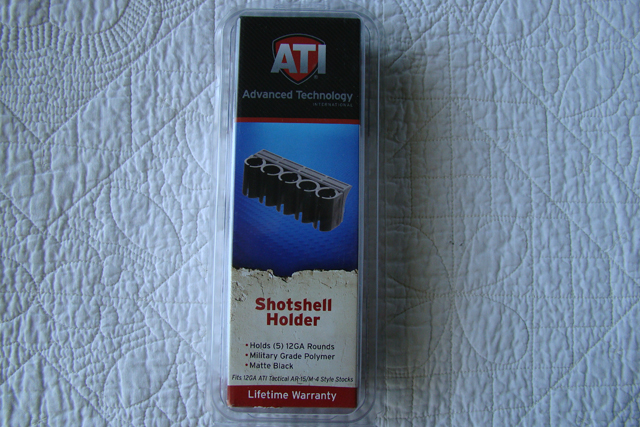 ATI
Advanced Technology
INTERNATIONAL
Shotshell
Holder
• Holds (5) 12GA Rounds
• Military Grade Polymer
• Matte Black
Fits 12GA ATI Tactical AR-15/M-4 Style Stocks
Lifetime Warranty